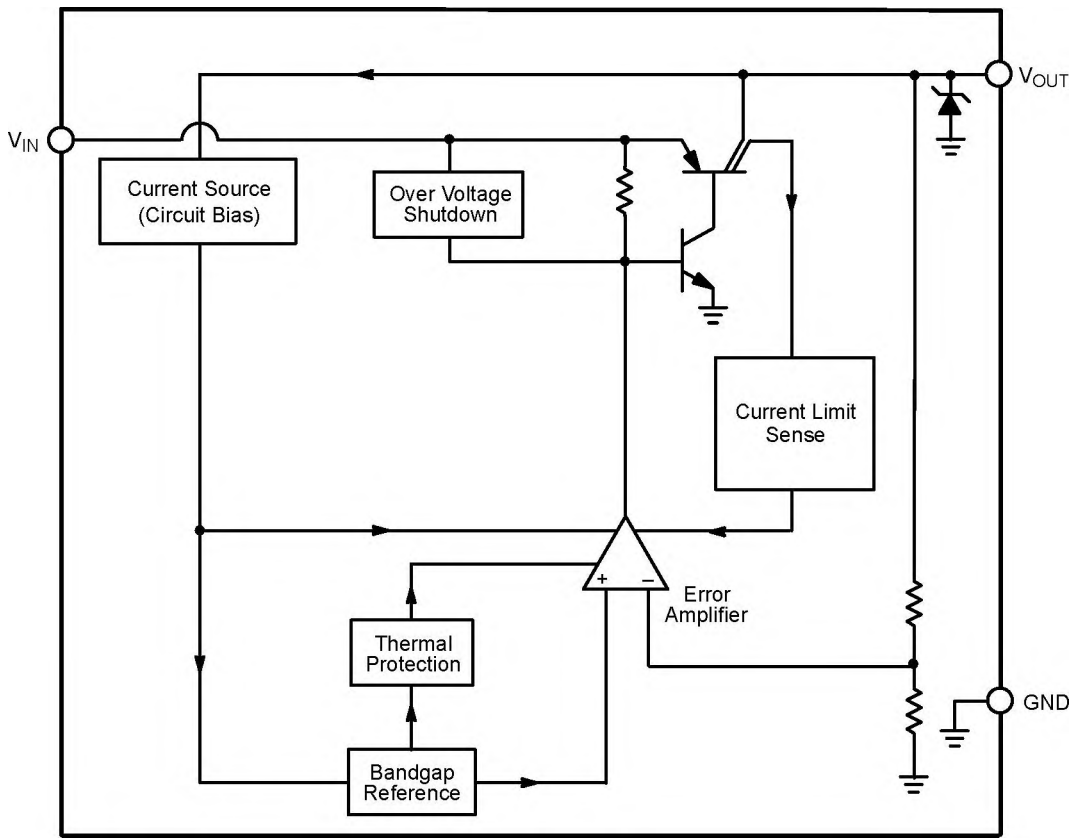 VOUT
VIN
Current Source
(Circuit Bias)
Over Voltage
Shutdown
Current Limit
Sense
+ −
Error
Amplifier
Thermal
Protection
GND
Bandgap
Reference